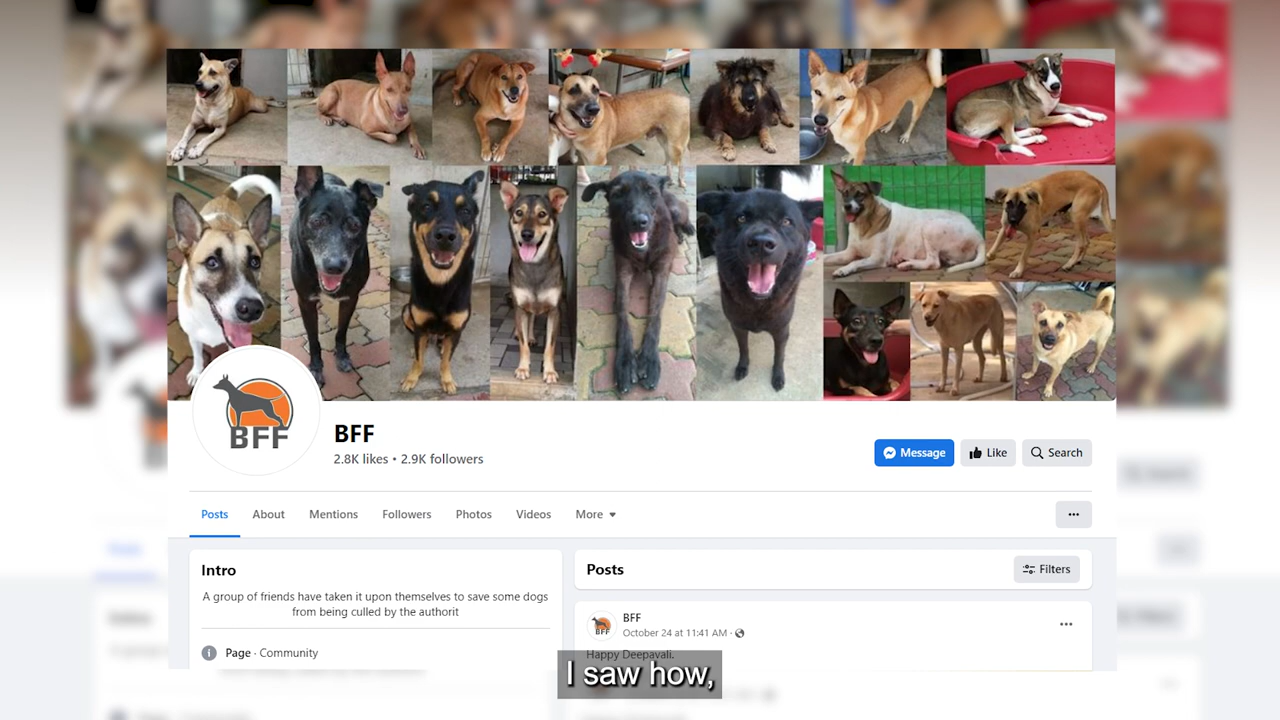 BFF
BFF
2.8K likes • 2.9K followers
Message
Like
Search
Posts
About
Mentions
Followers
Photos
Videos
More
Intro
A group of friends have taken it upon themselves to save some dogs
from being culled by the authorit
Page · Community
Posts
Filters
BFF
BFF
October 24 at 11:41 AM ·
Happy Deepavali.
I saw how,